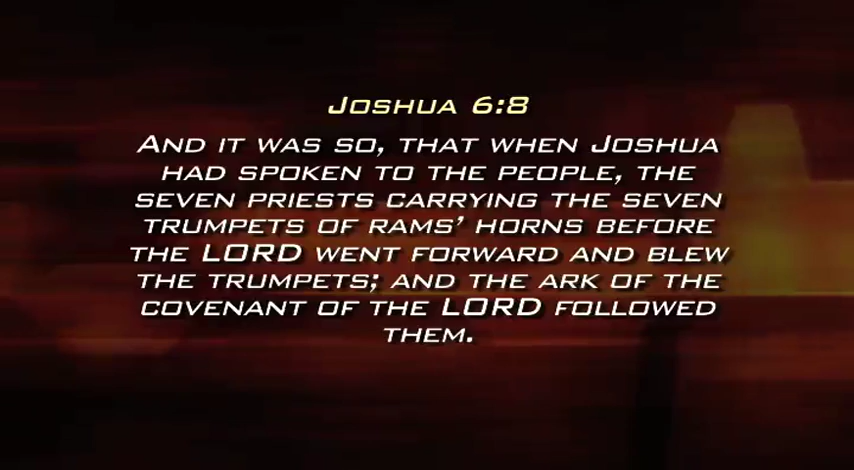 Joshua 6:8
And it was so, that when Joshua
had spoken to the people, the
seven priests carrying the seven
trumpets of rams’ horns before
the LORD went forward and blew
the trumpets; and the ark of the
covenant of the LORD followed
them.